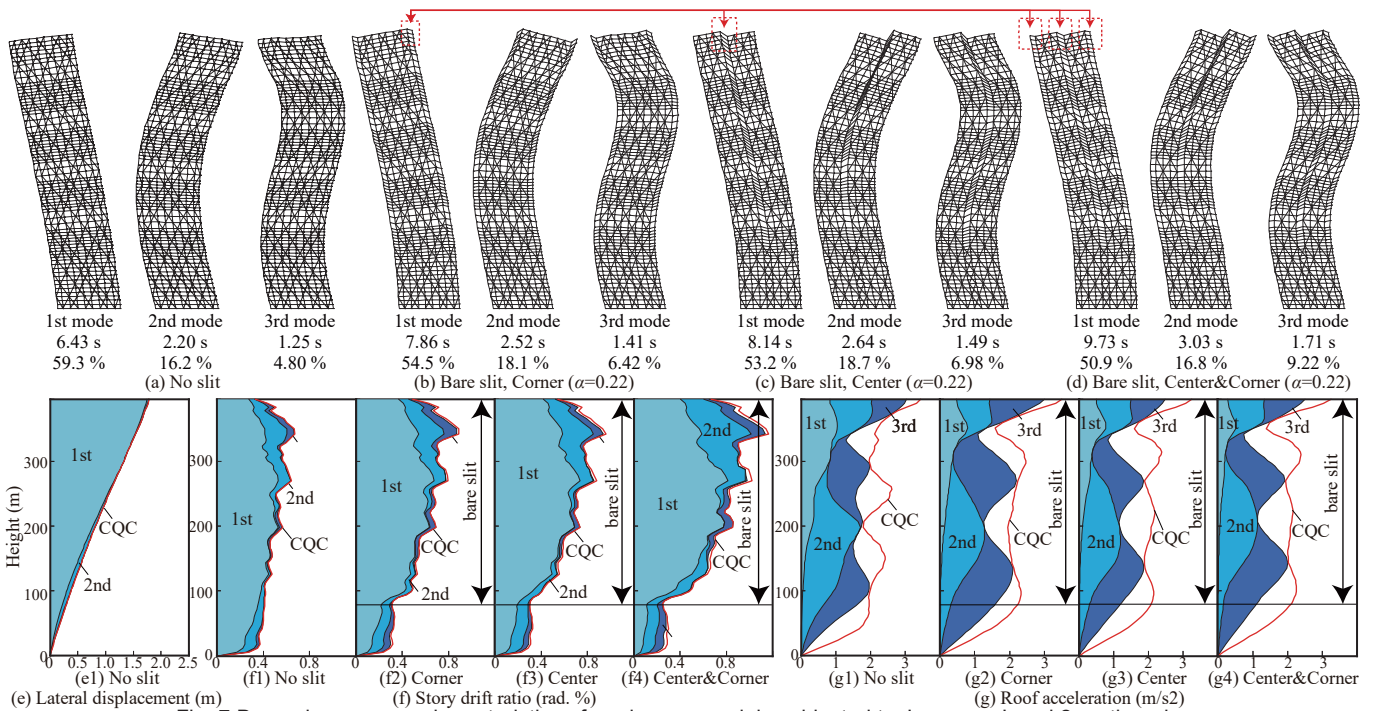 1st mode 2nd mode 3rd mode 1st mode 2nd mode 3rd mode 1st mode 2nd mode 3rd mode 1st mode 2nd mode 3rd mode
6.43 s 2.20 s 1.25 s 7.86 s 2.52 s 1.41 s 8.14 s 2.64 s 1.49 s 9.73 s 3.03 s 1.71 s
59.3 % 16.2 % 4.80 % 54.5 % 18.1 % 6.42 % 53.2 % 18.7 % 6.98 % 50.9 % 16.8 % 9.22 %
(a) No slit (b) Bare slit, Corner (α=0.22) (c) Bare slit, Center (α=0.22) (d) Bare slit, Center&Corner (α=0.22)
Height (m)
300
200
100
0
1st
CQC
2nd
0.5 1.0 1.5 2.0 2.5
(e1) No slit
(e) Lateral displacement (m)
300
200
100
0
1st
2nd
CQC
0.4 0.8
(f1) No slit
1st
CQC
2nd
bare slit
0 0.4 0.8
(f2) Corner
1st
CQC
2nd
bare slit
0 0.4 0.8
(f3) Center
1st
2nd
CQC
bare slit
0 0.4 0.8
(f4) Center&Corner
(f) Story drift ratio (rad. %)
300
200
100
0
1st
3rd
CQC
2nd
0 1 2 3
(g1) No slit
1st
3rd
CQC
2nd
bare slit
0 1 2 3
(g2) Corner
1st
3rd
CQC
2nd
bare slit
0 1 2 3
(g3) Center
1st
3rd
CQC
2nd
bare slit
0 1 2 3
(g4) Center&Corner
(g) Roof acceleration (m/s2)